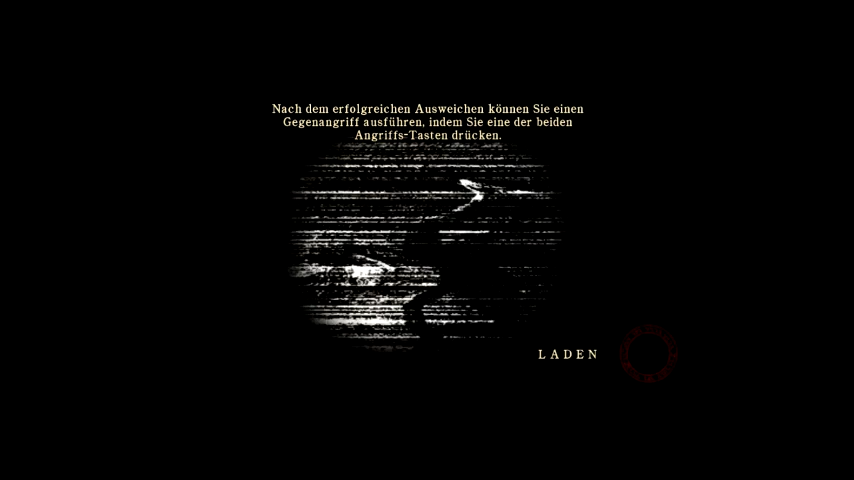 Nach dem erfolgreichen Ausweichen können Sie einen
Gegenangriff ausführen, indem Sie eine der beiden
Angriffs-Tasten drücken.
LADEN